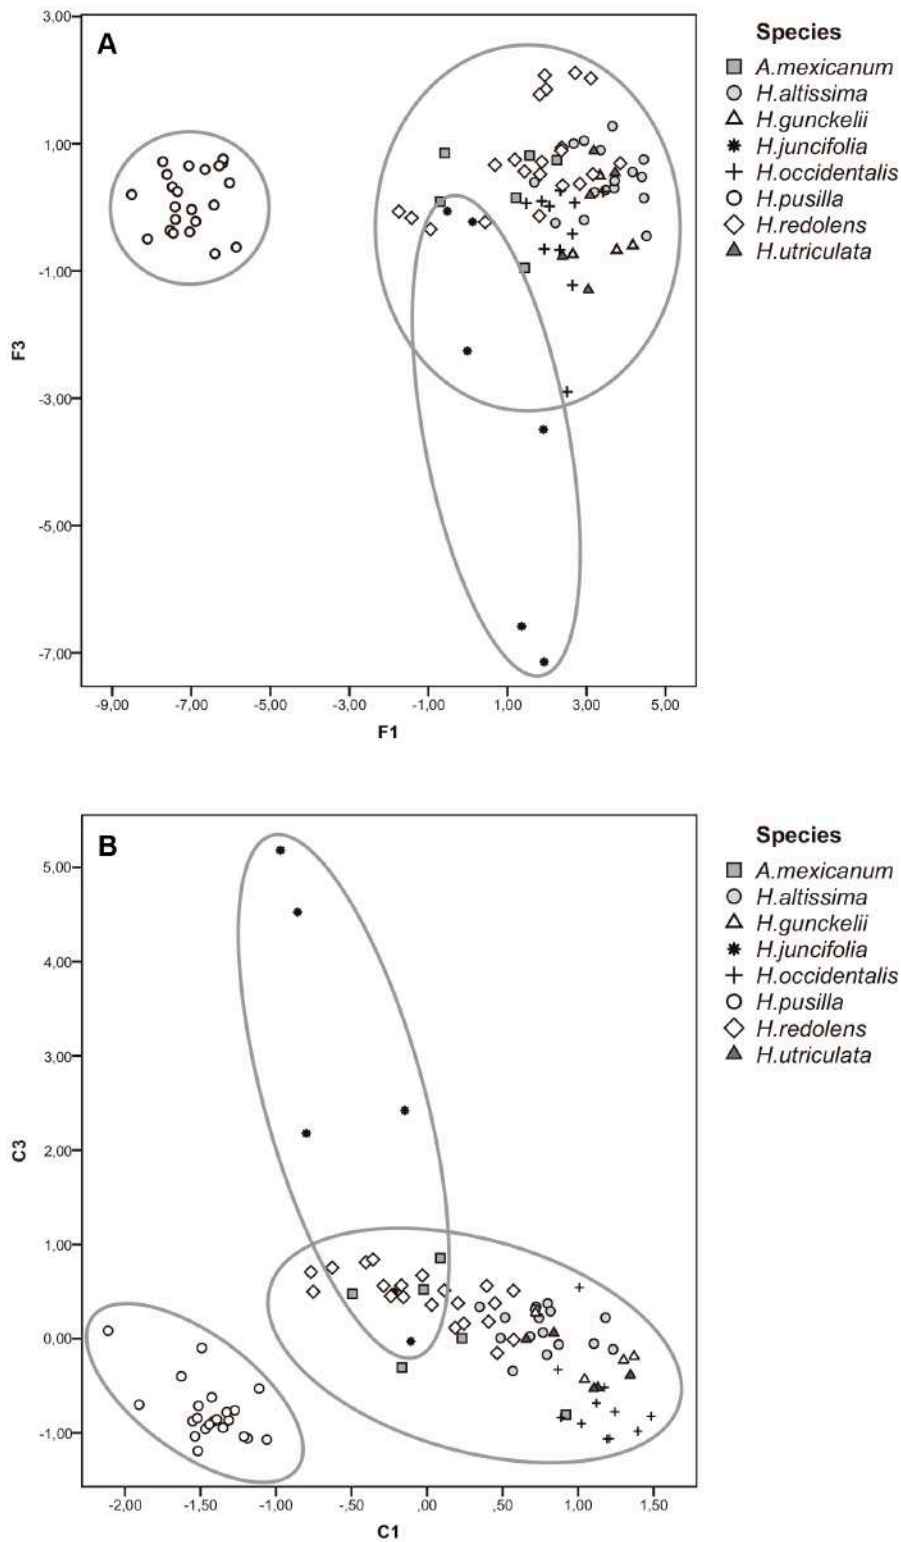 A
3,00
1,00
-1,00
-3,00
-5,00
-7,00
F3
-9,00 -7,00 -5,00 -3,00 -1,00 1,00 3,00 5,00
F1
Species
A.mexicanum
H.altissima
H.gunckelii
H.juncifolia
H.occidentalis
H.pusilla
H.redolens
H.utriculata
B
5,00
4,00
3,00
2,00
1,00
0,00
-1,00
C3
-2,00 -1,50 -1,00 -,50 ,00 ,50 1,00 1,50
C1
Species
A.mexicanum
H.altissima
H.gunckelii
H.juncifolia
H.occidentalis
H.pusilla
H.redolens
H.utriculata